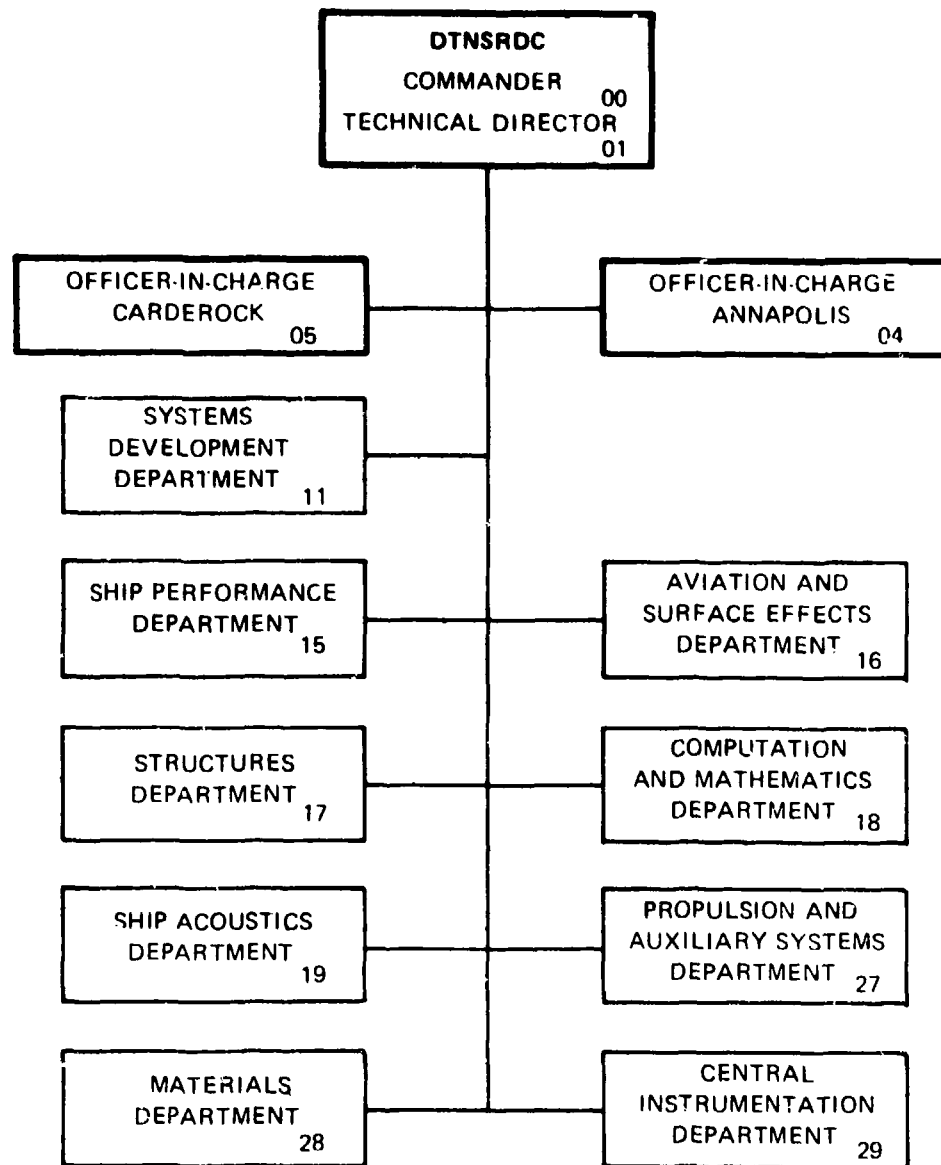 DTNSRDC
COMMANDER
00
TECHNICAL DIRECTOR
01
OFFICER-IN-CHARGE
CARDEROCK
05
OFFICER-IN-CHARGE
ANNAPOLIS
04
SYSTEMS
DEVELOPMENT
DEPARTMENT
11
SHIP PERFORMANCE
DEPARTMENT
15
AVIATION AND
SURFACE EFFECTS
DEPARTMENT
16
STRUCTURES
DEPARTMENT
17
COMPUTATION
AND MATHEMATICS
DEPARTMENT
18
SHIP ACOUSTICS
DEPARTMENT
19
PROPULSION AND
AUXILIARY SYSTEMS
DEPARTMENT
27
MATERIALS
DEPARTMENT
28
CENTRAL
INSTRUMENTATION
DEPARTMENT
29